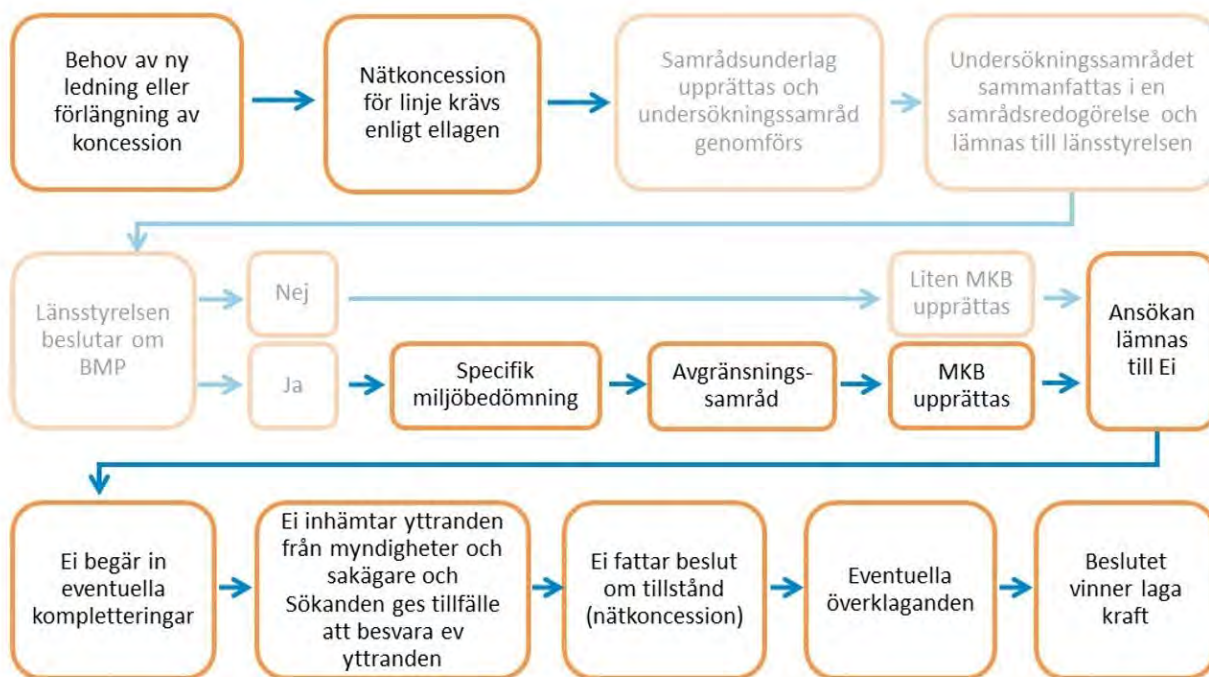 Behov av ny
ledning eller
förlängning av
koncession
Nätkoncession
för linje krävs
enligt ellagen
Samrådsunderlag
upprättas och
undersökningssamråd
genomförs
Undersökningssamrådet
sammanfattas i en
samrådsredogörelse och
lämnas till länsstyrelsen
Länsstyrelsen
beslutar om
BMP
Nej
Liten MKB
upprättas
Ja
Specifik
miljöbedömning
Avgränsnings-
samråd
MKB
upprättas
Ansökan
lämnas
till Ei
Ei begär in
eventuella
kompletteringar
Ei inhämtar yttranden
från myndigheter och
sakägare och
Sökanden ges tillfälle
att besvara ev
yttranden
Ei fattar beslut
om tillstånd
(nätkoncession)
Eventuella
överklaganden
Beslutet
vinner laga
kraft